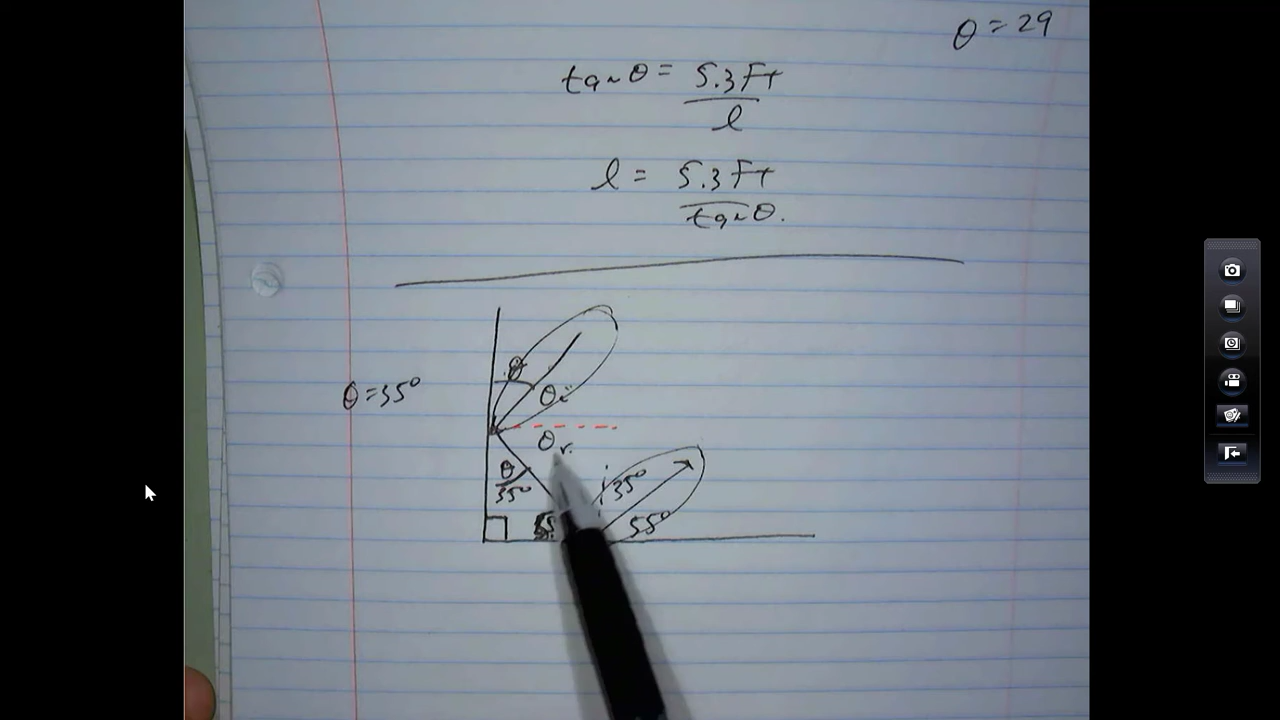 θ = 29
tan θ = 5.3 Ft
l
l = 5.3 Ft
tan θ.
θ = 35°
θ
θi
θr
θ
35°
35°
55°